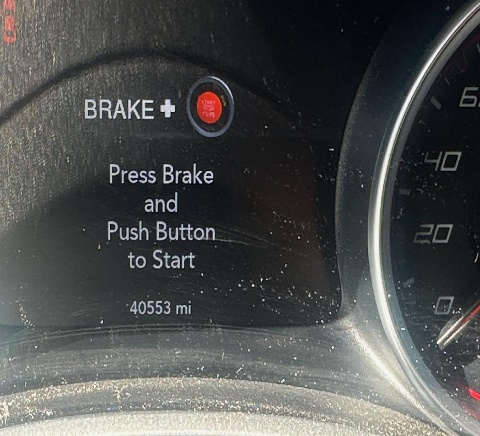 BRAKE +
Press Brake
and
Push Button
to Start
40553 mi
40
20
0